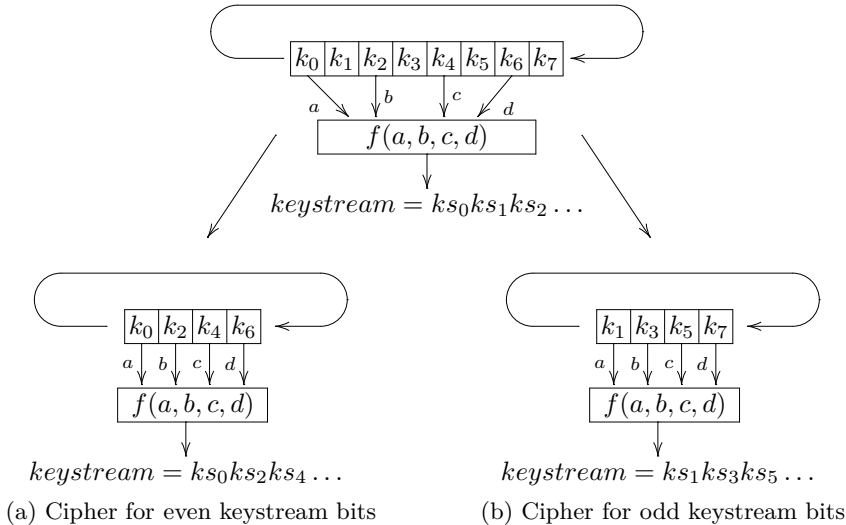 k₀ k₁ k₂ k₃ k₄ k₅ k₆ k₇
a b c d
f(a, b, c, d)
keystream = ks₀ks₁ks₂ . . .
k₀ k₂ k₄ k₆
a b c d
f(a, b, c, d)
keystream = ks₀ks₂ks₄ . . .
(a) Cipher for even keystream bits
k₁ k₃ k₅ k₇
a b c d
f(a, b, c, d)
keystream = ks₁ks₃ks₅ . . .
(b) Cipher for odd keystream bits